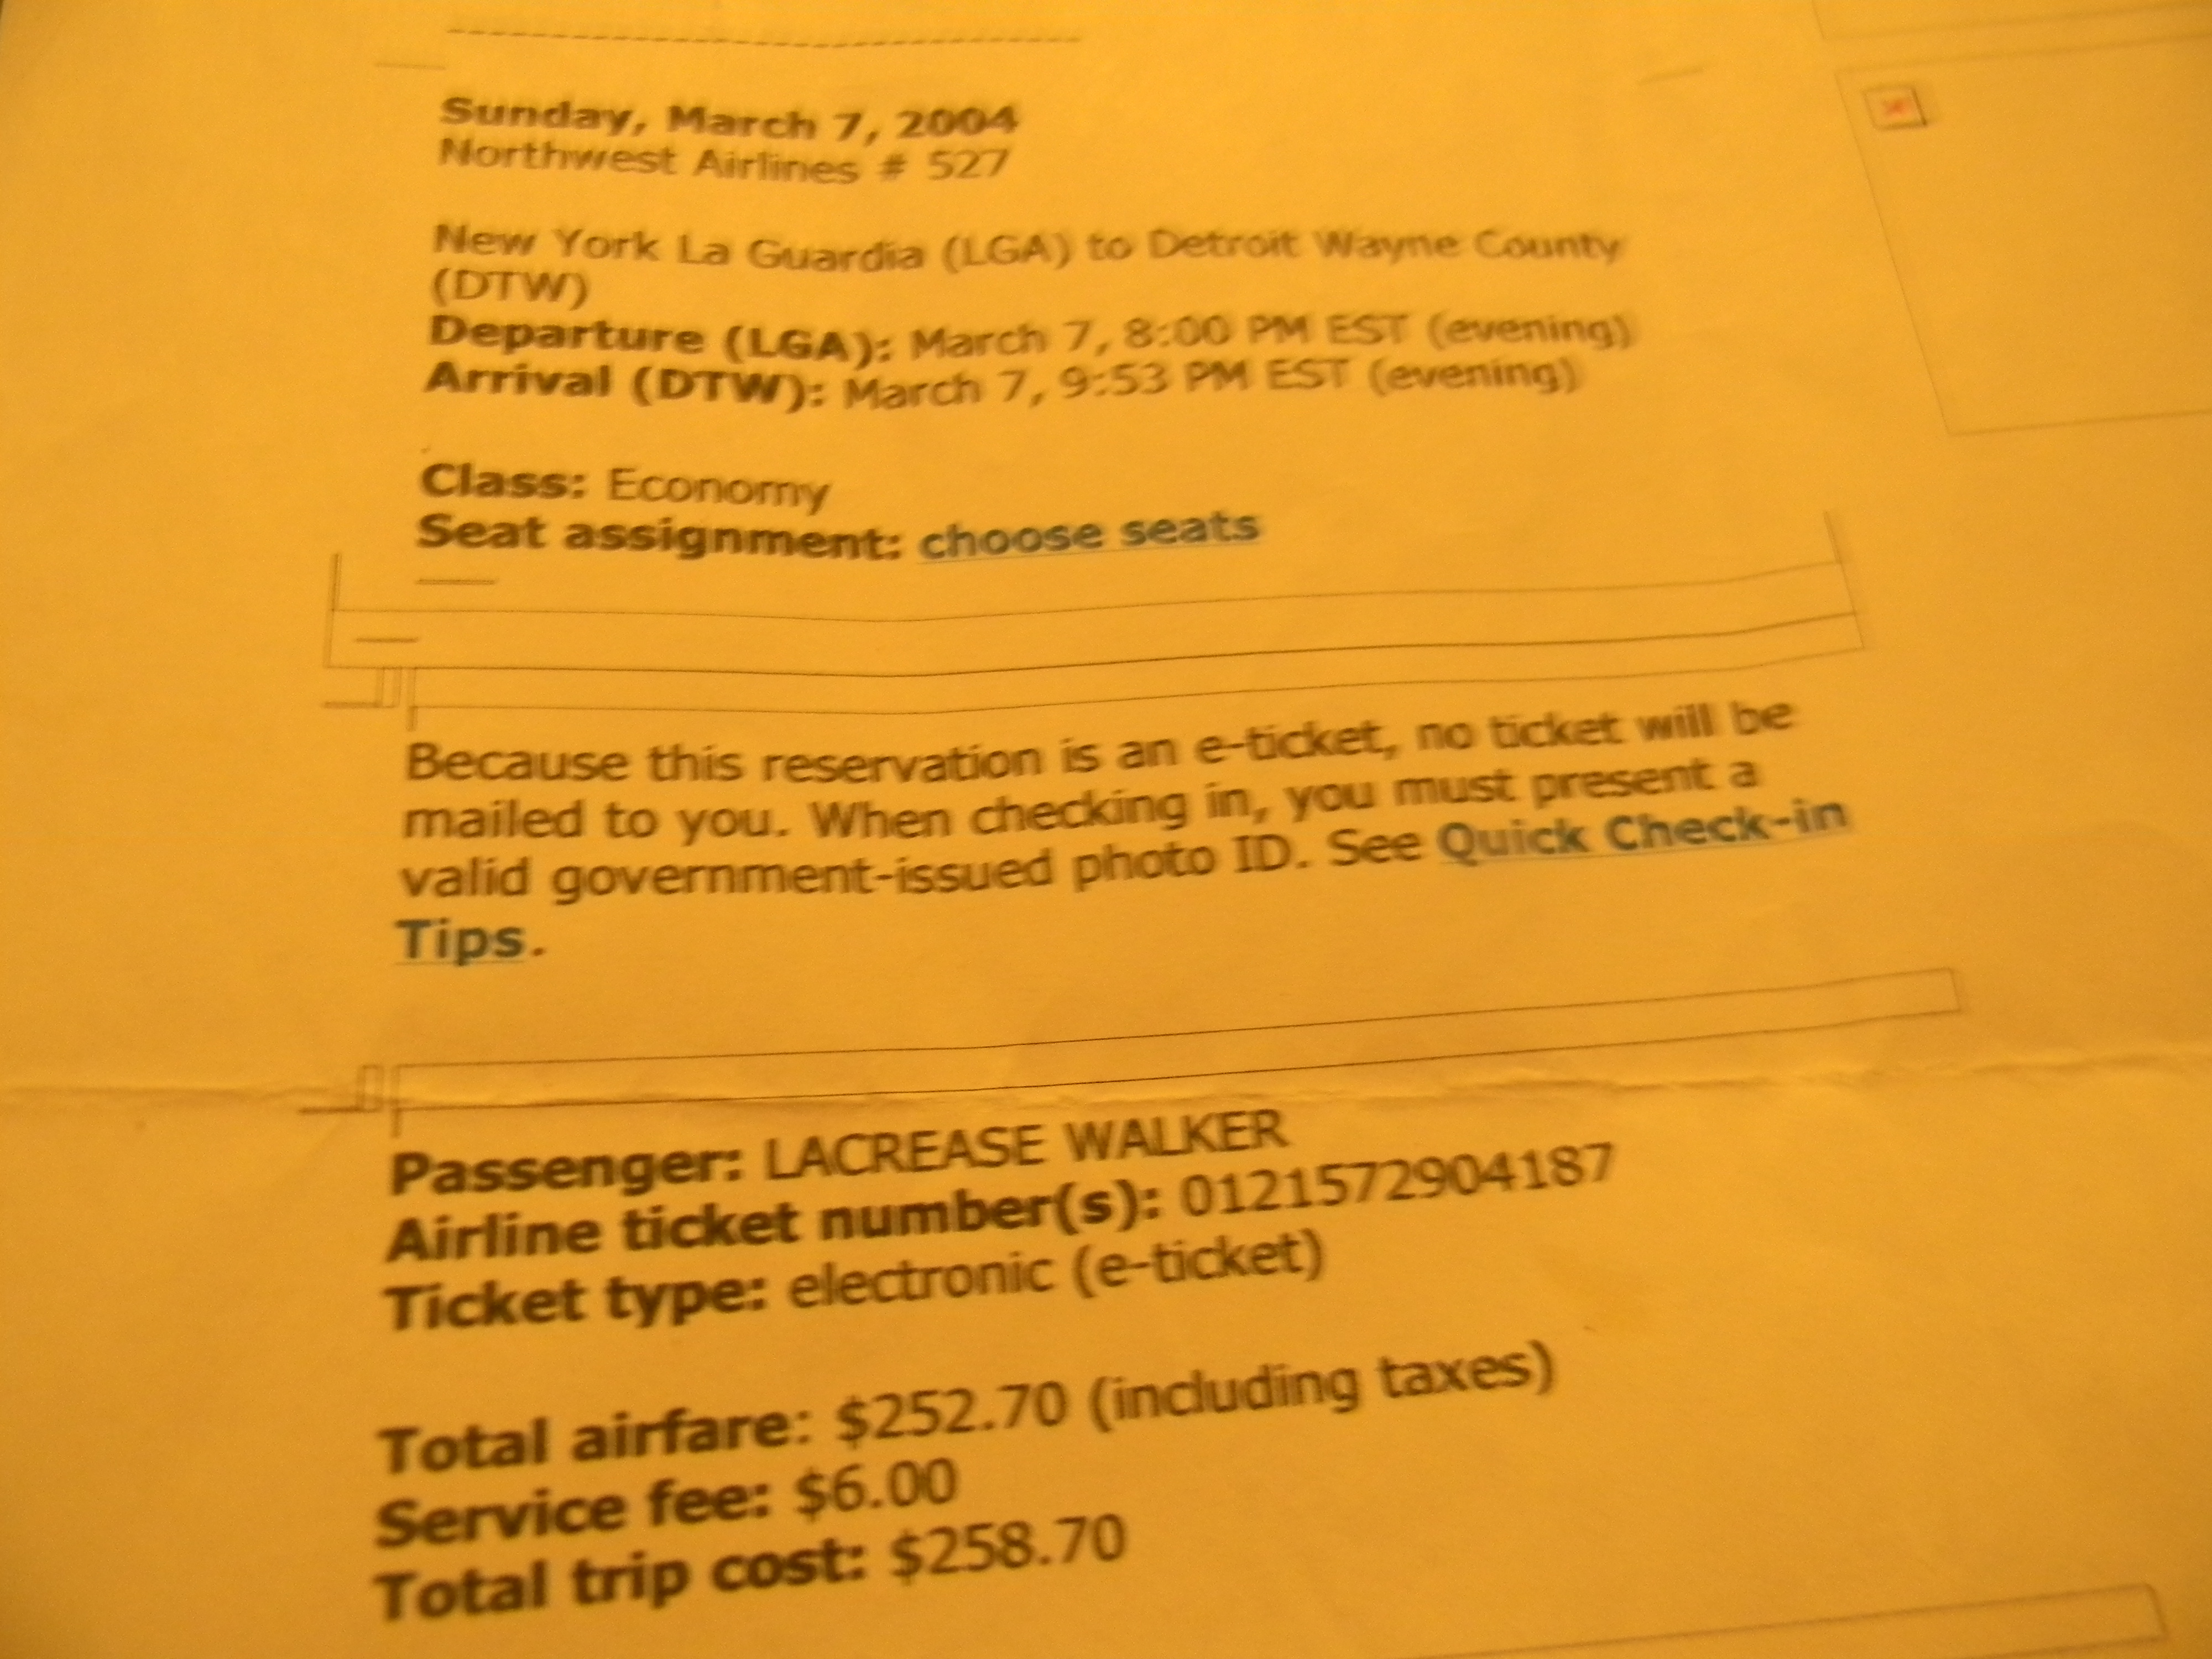 Sunday, March 7, 2004
Northwest Airlines # 527
New York La Guardia (LGA) to Detroit Wayne County
(DTW)
Departure (LGA): March 7, 8:00 PM EST (evening)
Arrival (DTW): March 7, 9:53 PM EST (evening)
Class: Economy
Seat assignment: choose seats
Because this reservation is an e-ticket, no ticket will be
mailed to you. When checking in, you must present a
valid government-issued photo ID. See Quick Check-in
Tips.
Passenger: LACREASE WALKER
Airline ticket number(s): 0121572904187
Ticket type: electronic (e-ticket)
Total airfare: $252.70 (including taxes)
Service fee: $6.00
Total trip cost: $258.70